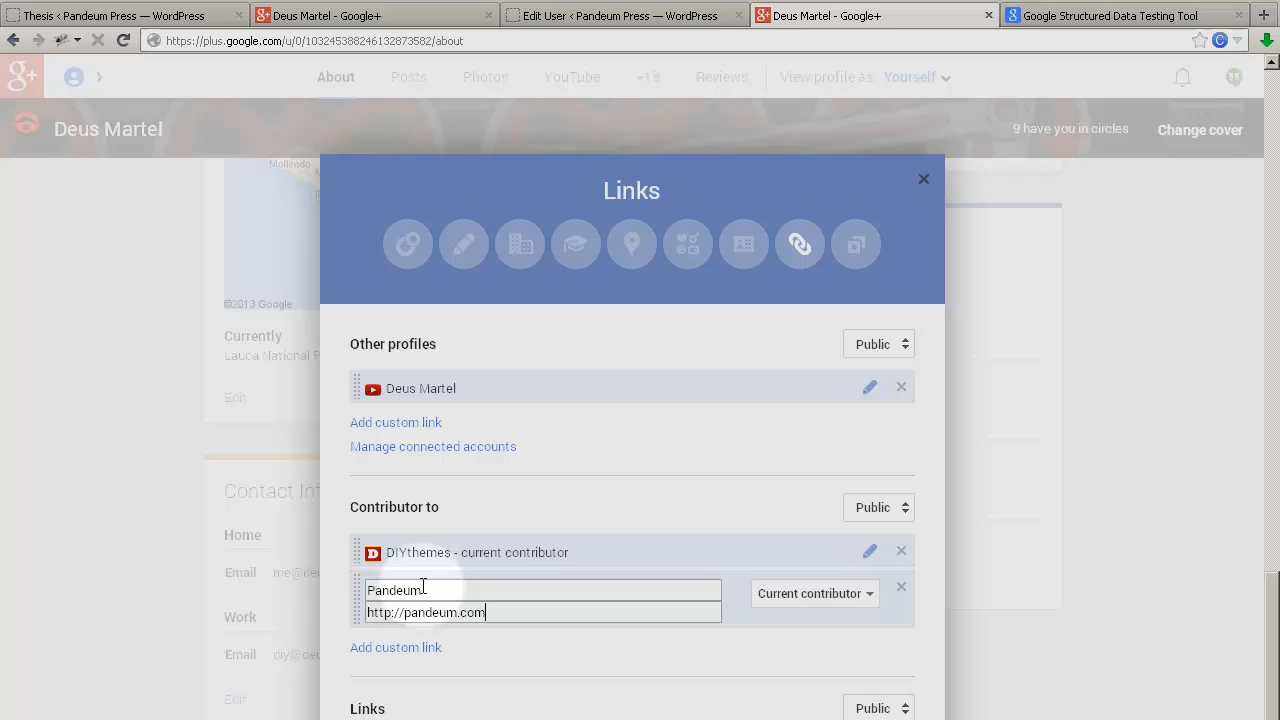 Thesis ‹ Pandeum Press — WordPress
Deus Martel - Google+
Edit User ‹ Pandeum Press — WordPress
Deus Martel - Google+
Google Structured Data Testing Tool
https://plus.google.com/u/0/103245388246132873582/about
g+
About
Posts
Photos
YouTube
+1's
Reviews
View profile as:
Yourself
Deus Martel
9 have you in circles
Change cover
Mollendo
©2013 Google
Currently
Lauca National P
Edit
Contact Inf
Home
Email me@de
Work
Email diy@deu
Edit
Links
Other profiles
Public
Deus Martel
Add custom link
Manage connected accounts
Contributor to
Public
DIYthemes - current contributor
Pandeum
http://pandeum.com
Current contributor
Add custom link
Links
Public